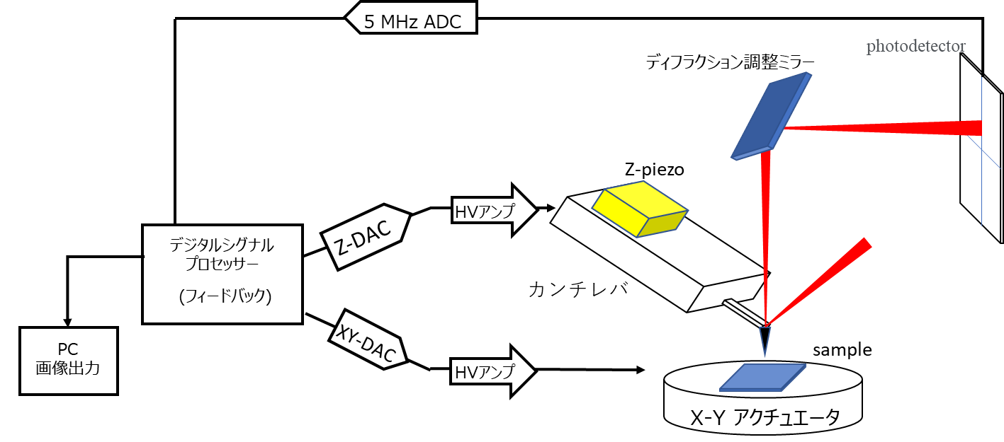 5 MHz ADC
photodetector
ディフラクション調整ミラー
Z-piezo
HVアンプ
Z-DAC
デジタルシグナル
プロセッサー
(フィードバック)
カンチレバ
XY-DAC
PC
画像出力
HVアンプ
sample
X-Y アクチュエータ